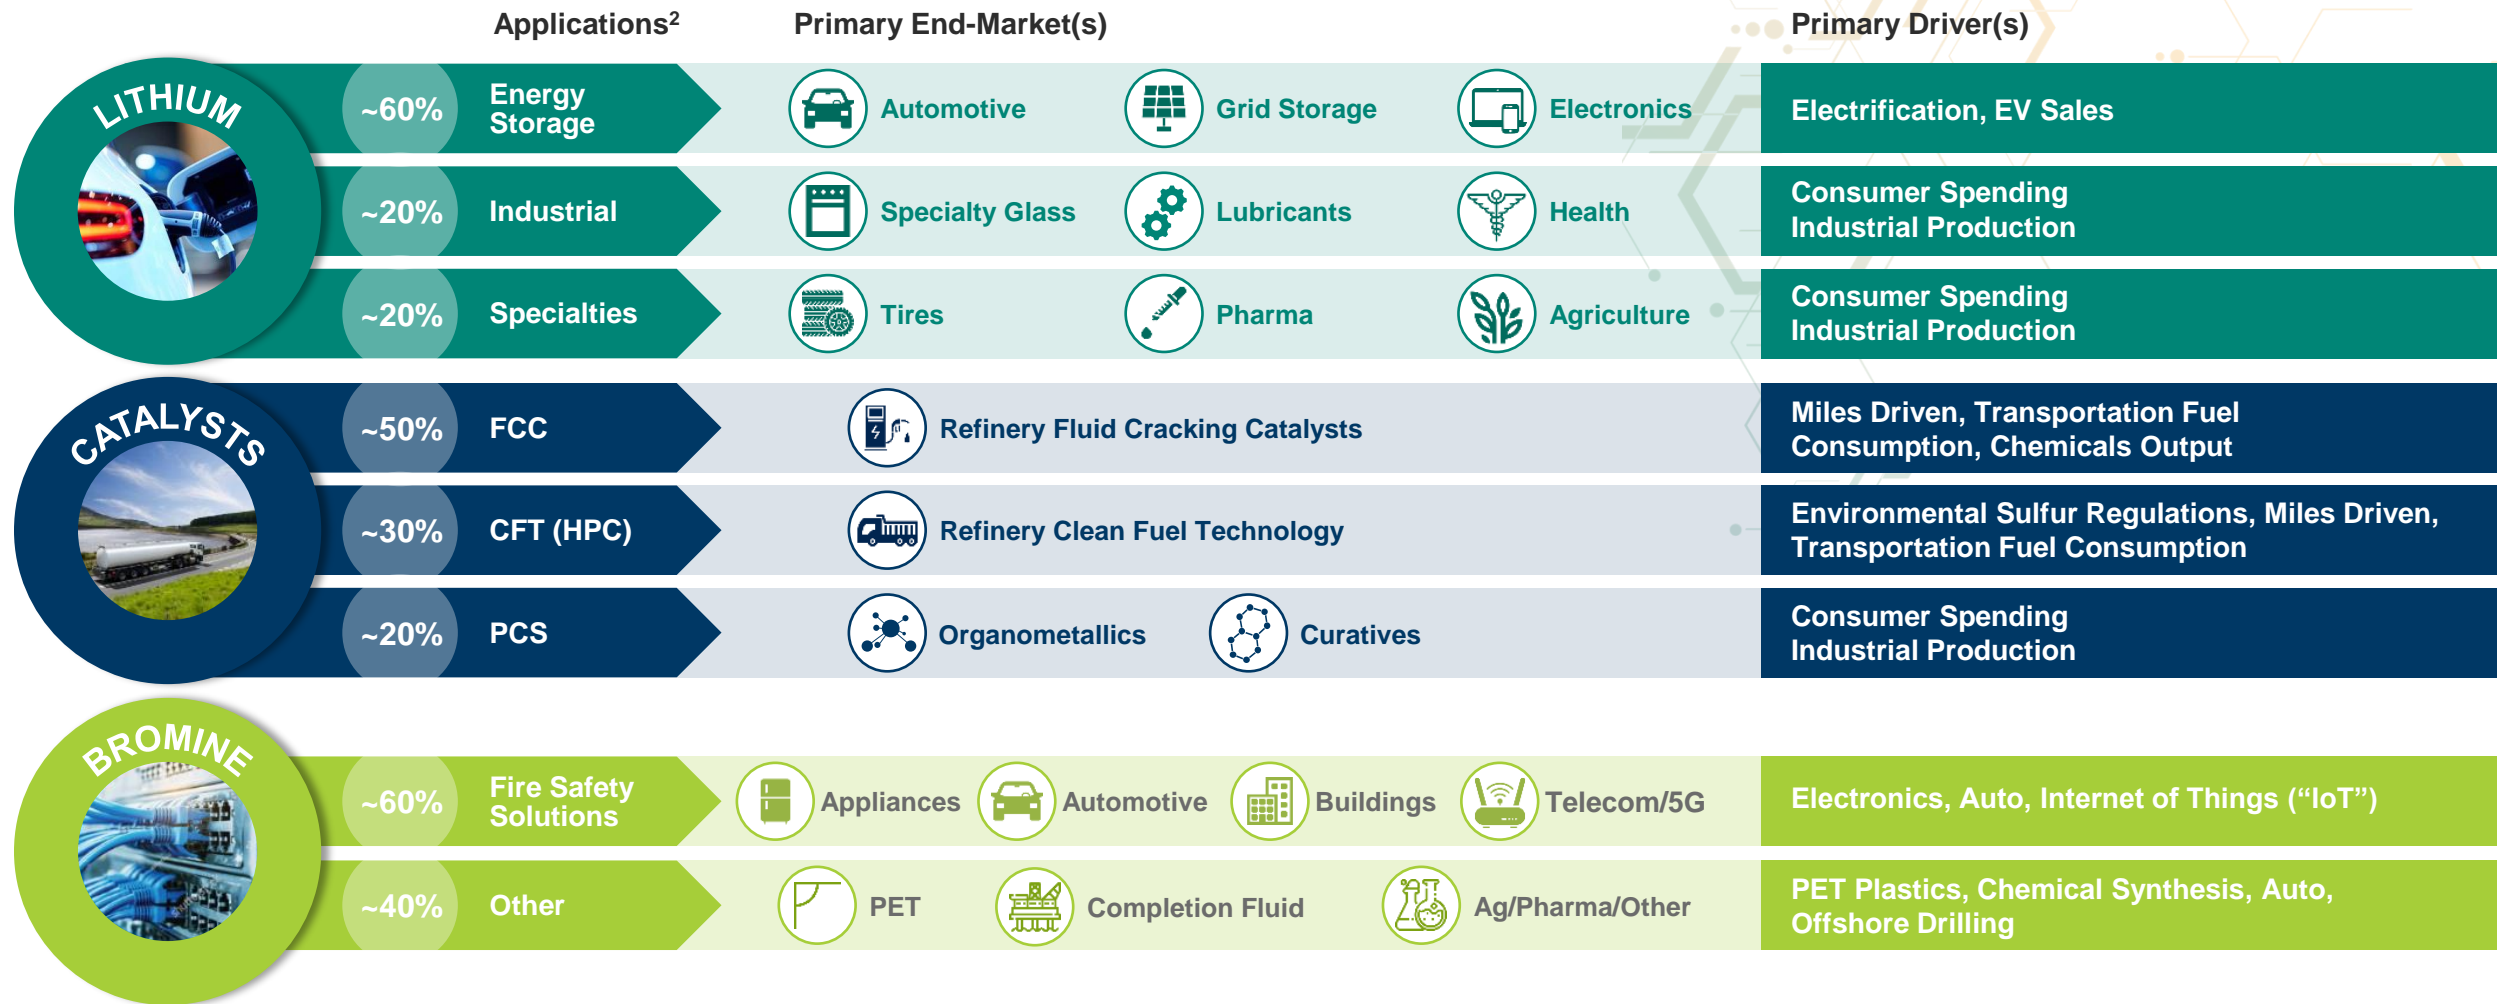 Applications²
Primary End-Market(s)
Primary Driver(s)
LITHIUM
~60%
Energy
Storage
Automotive
Grid Storage
Electronics
Electrification, EV Sales
~20%
Industrial
Specialty Glass
Lubricants
Health
Consumer Spending
Industrial Production
~20%
Specialties
Tires
Pharma
Agriculture
Consumer Spending
Industrial Production
CATALYSTS
~50%
FCC
Refinery Fluid Cracking Catalysts
Miles Driven, Transportation Fuel
Consumption, Chemicals Output
~30%
CFT (HPC)
Refinery Clean Fuel Technology
Environmental Sulfur Regulations, Miles Driven,
Transportation Fuel Consumption
~20%
PCS
Organometallics
Curatives
Consumer Spending
Industrial Production
BROMINE
~60%
Fire Safety
Solutions
Appliances
Automotive
Buildings
Telecom/5G
Electronics, Auto, Internet of Things (“IoT”)
~40%
Other
PET
Completion Fluid
Ag/Pharma/Other
PET Plastics, Chemical Synthesis, Auto,
Offshore Drilling